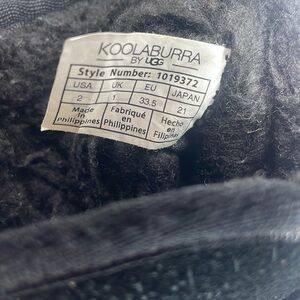 KOOLABURRA
BY UGG
Style Number: 1019372
USA UK EU JAPAN
2 1 33.5 21
Made Fabriqué Hecho
in en en
Philippines Philippines Filipinas